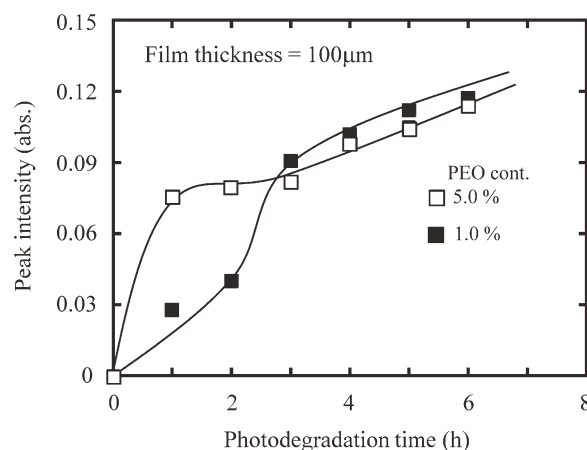 0.15
Film thickness = 100μm
0.12
0.09
PEO cont.
5.0 %
1.0 %
0.06
0.03
0
Peak intensity (abs.)
0 2 4 6 8
Photodegradation time (h)